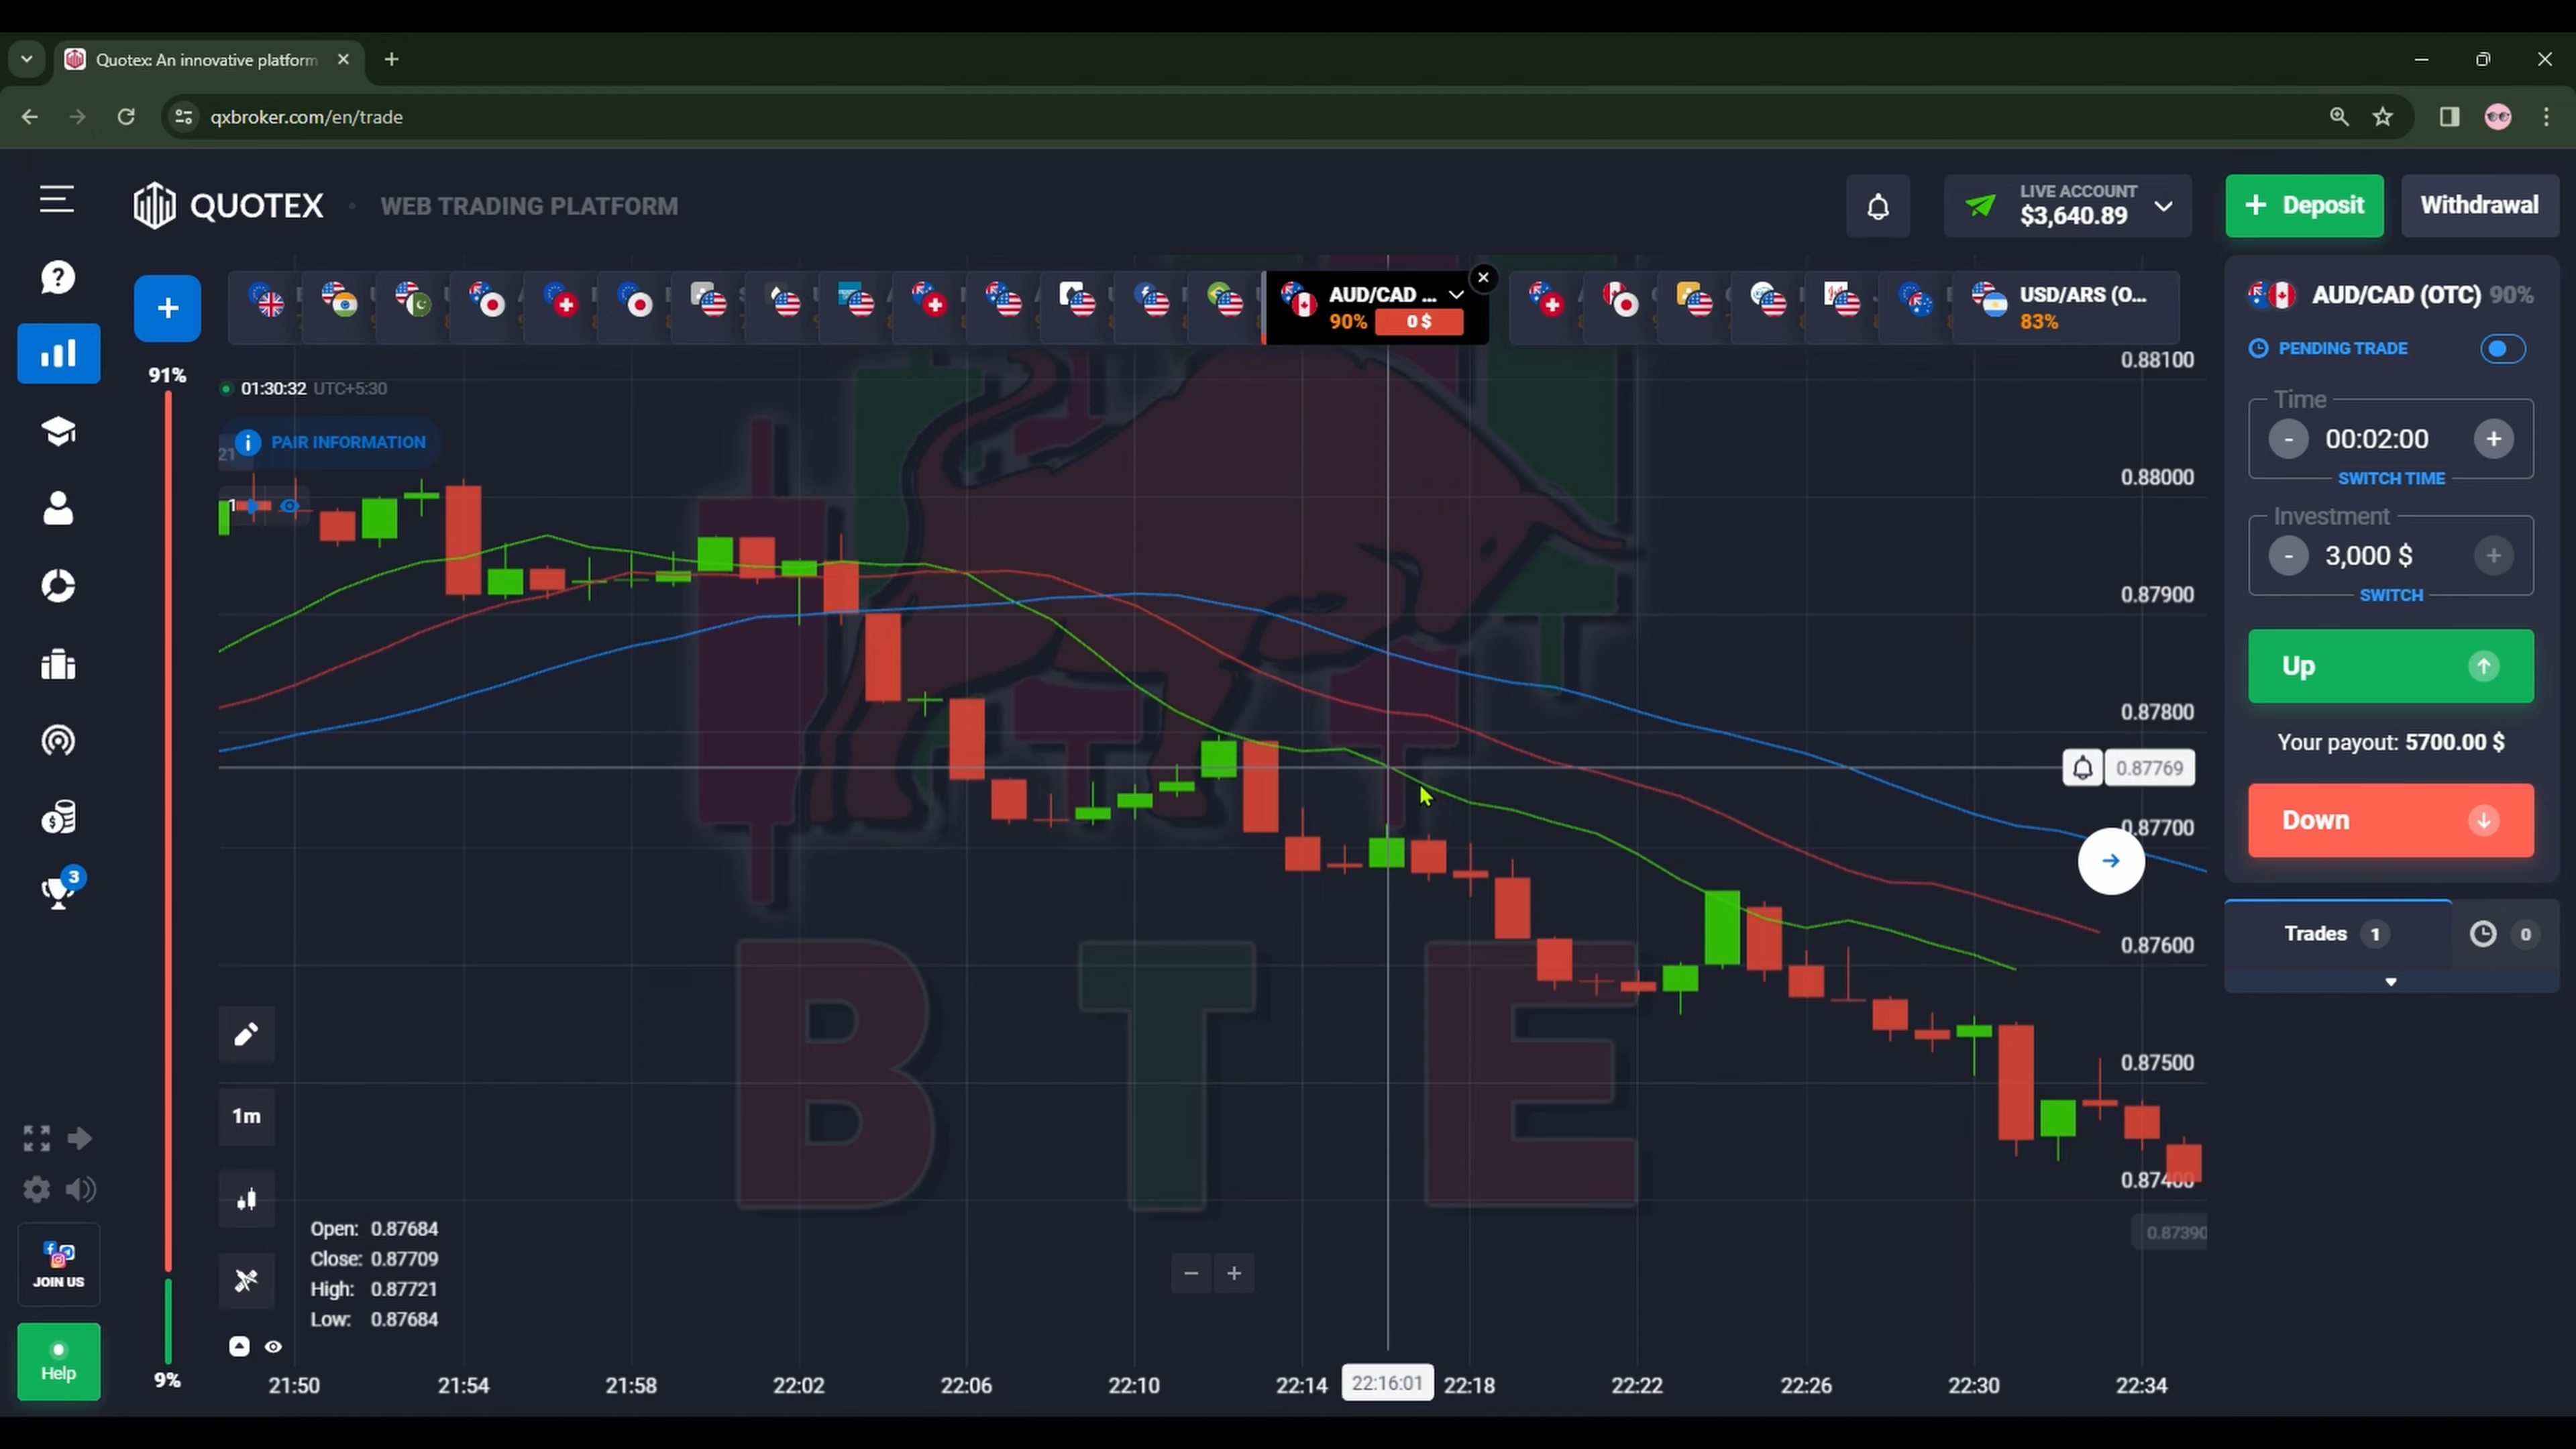 Quotex: An innovative platform
qxbroker.com/en/trade
QUOTEX · WEB TRADING PLATFORM
LIVE ACCOUNT
$3,640.89
+ Deposit
Withdrawal
AUD/CAD ...
90% 0 $
USD/ARS (O...
83%
AUD/CAD (OTC) 90%
PENDING TRADE
Time
- 00:02:00 +
SWITCH TIME
Investment
- 3,000 $ +
SWITCH
Up
Your payout: 5700.00 $
Down
Trades 1
0
91%
01:30:32 UTC+5:30
PAIR INFORMATION
21
1
0.88100
0.88000
0.87900
0.87800
0.87769
0.87700
0.87600
0.87500
0.87400
0.87390
B T E
3
1m
JOIN US
Help
9%
Open: 0.87684
Close: 0.87709
High: 0.87721
Low: 0.87684
21:50 21:54 21:58 22:02 22:06 22:10 22:14 22:16:01 22:18 22:22 22:26 22:30 22:34